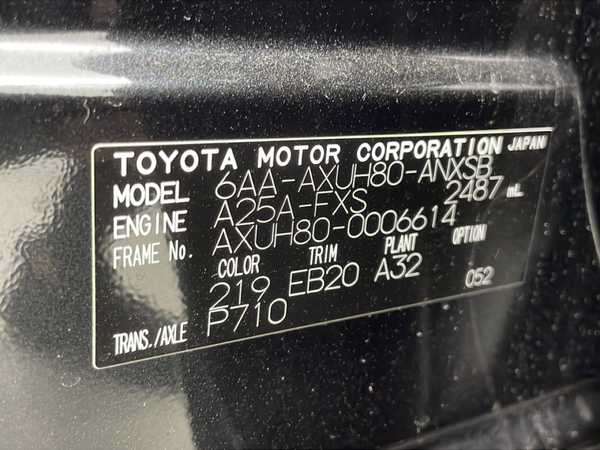 TOYOTA MOTOR CORPORATION JAPAN
MODEL 6AA-AXUH80-ANXSB
ENGINE A25A-FXS 2487 mL
FRAME No. AXUH80-0006614
COLOR TRIM PLANT OPTION
219 EB20 A32 052
TRANS./AXLE P710